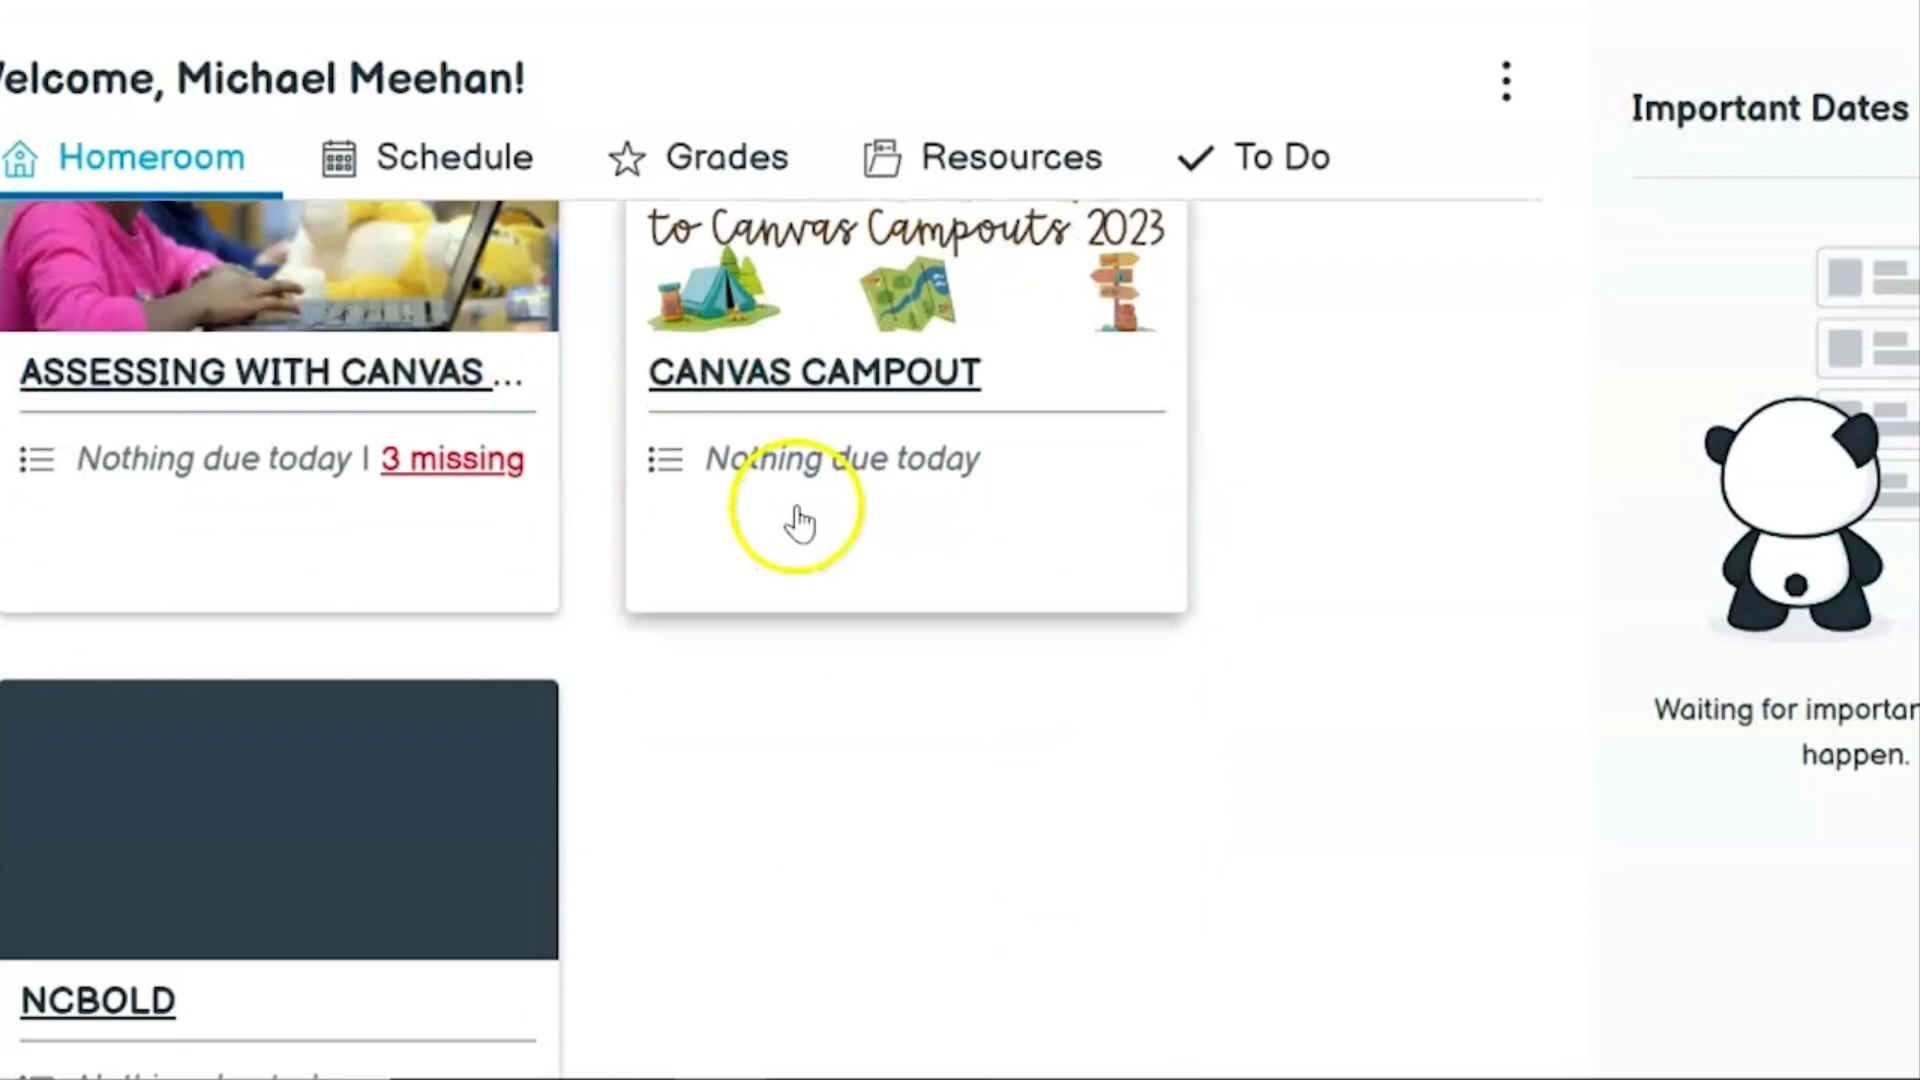 elcome, Michael Meehan!
Important Dates
Homeroom
Schedule
Grades
Resources
To Do
to Canvas Campouts 2023
ASSESSING WITH CANVAS ...
CANVAS CAMPOUT
Nothing due today | 3 missing
Nothing due today
Waiting for importan
happen.
NCBOLD